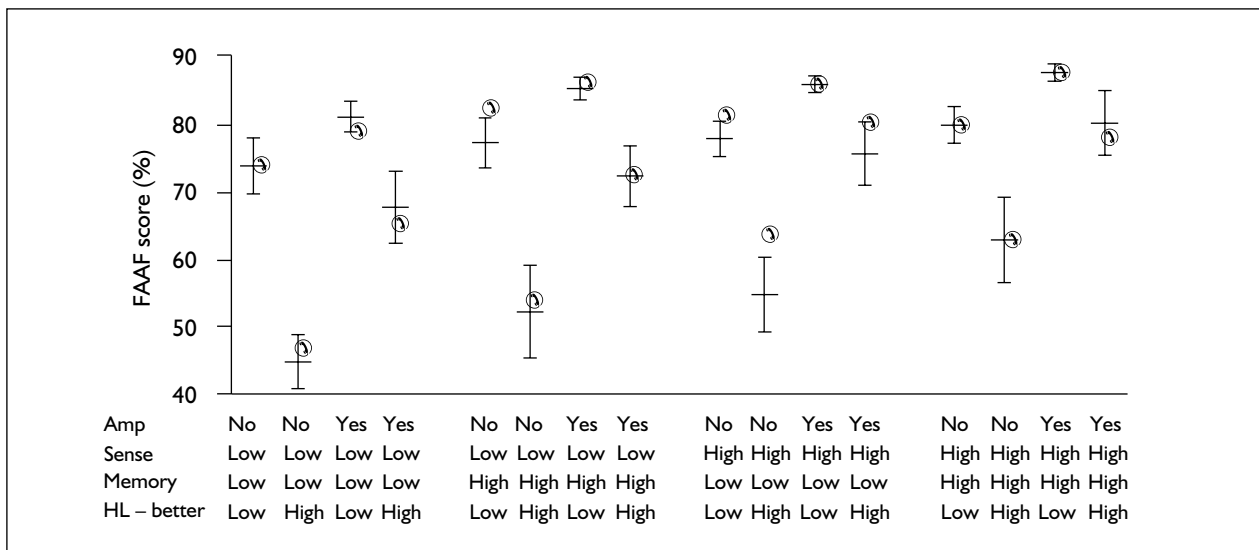 90
80
70
60
50
40
FAAF score (%)
Amp No No Yes Yes No No Yes Yes No No Yes Yes No No Yes Yes
Sense Low Low Low Low Low Low Low Low High High High High High High High High
Memory Low Low Low Low High High High High Low Low Low Low High High High High
HL – better Low High Low High Low High Low High Low High Low High Low High Low High